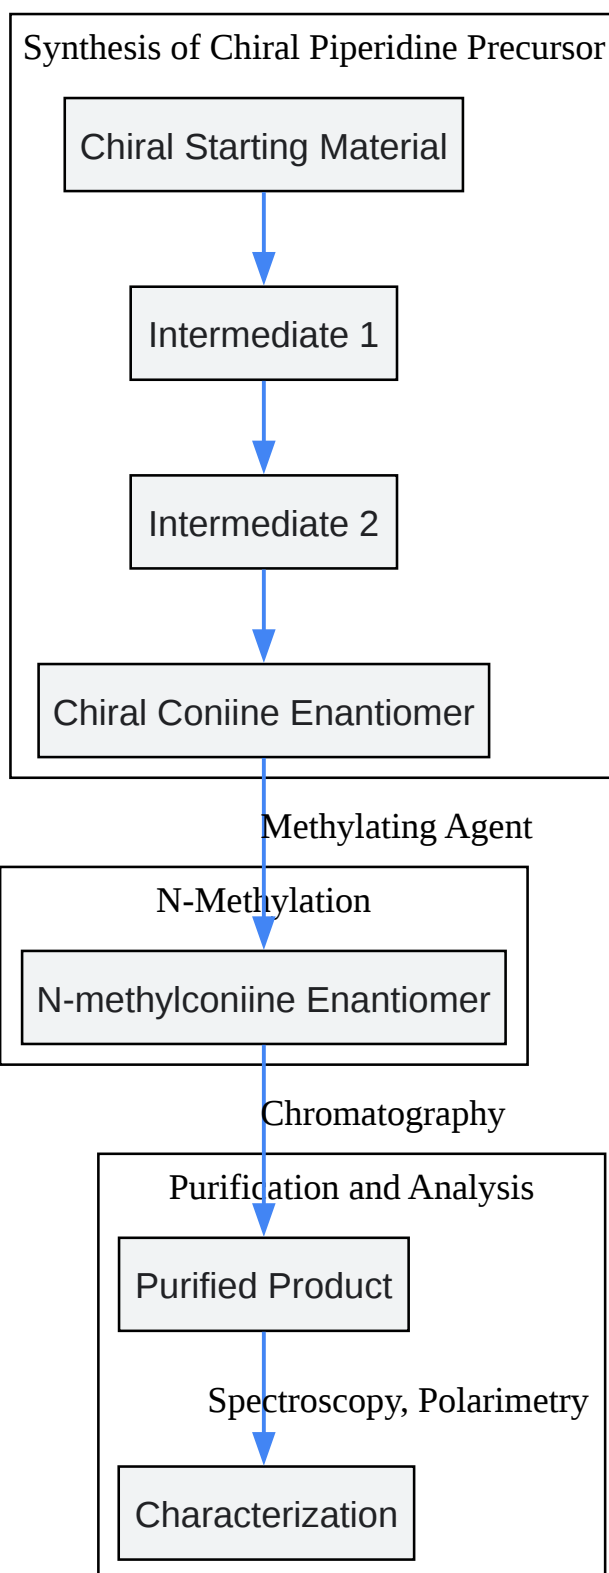 Synthesis of Chiral Piperidine Precursor
Chiral Starting Material
Intermediate 1
Intermediate 2
Chiral Coniine Enantiomer
Methylating Agent
N-Methylation
N-methylconiine Enantiomer
Chromatography
Purification and Analysis
Purified Product
Spectroscopy, Polarimetry
Characterization